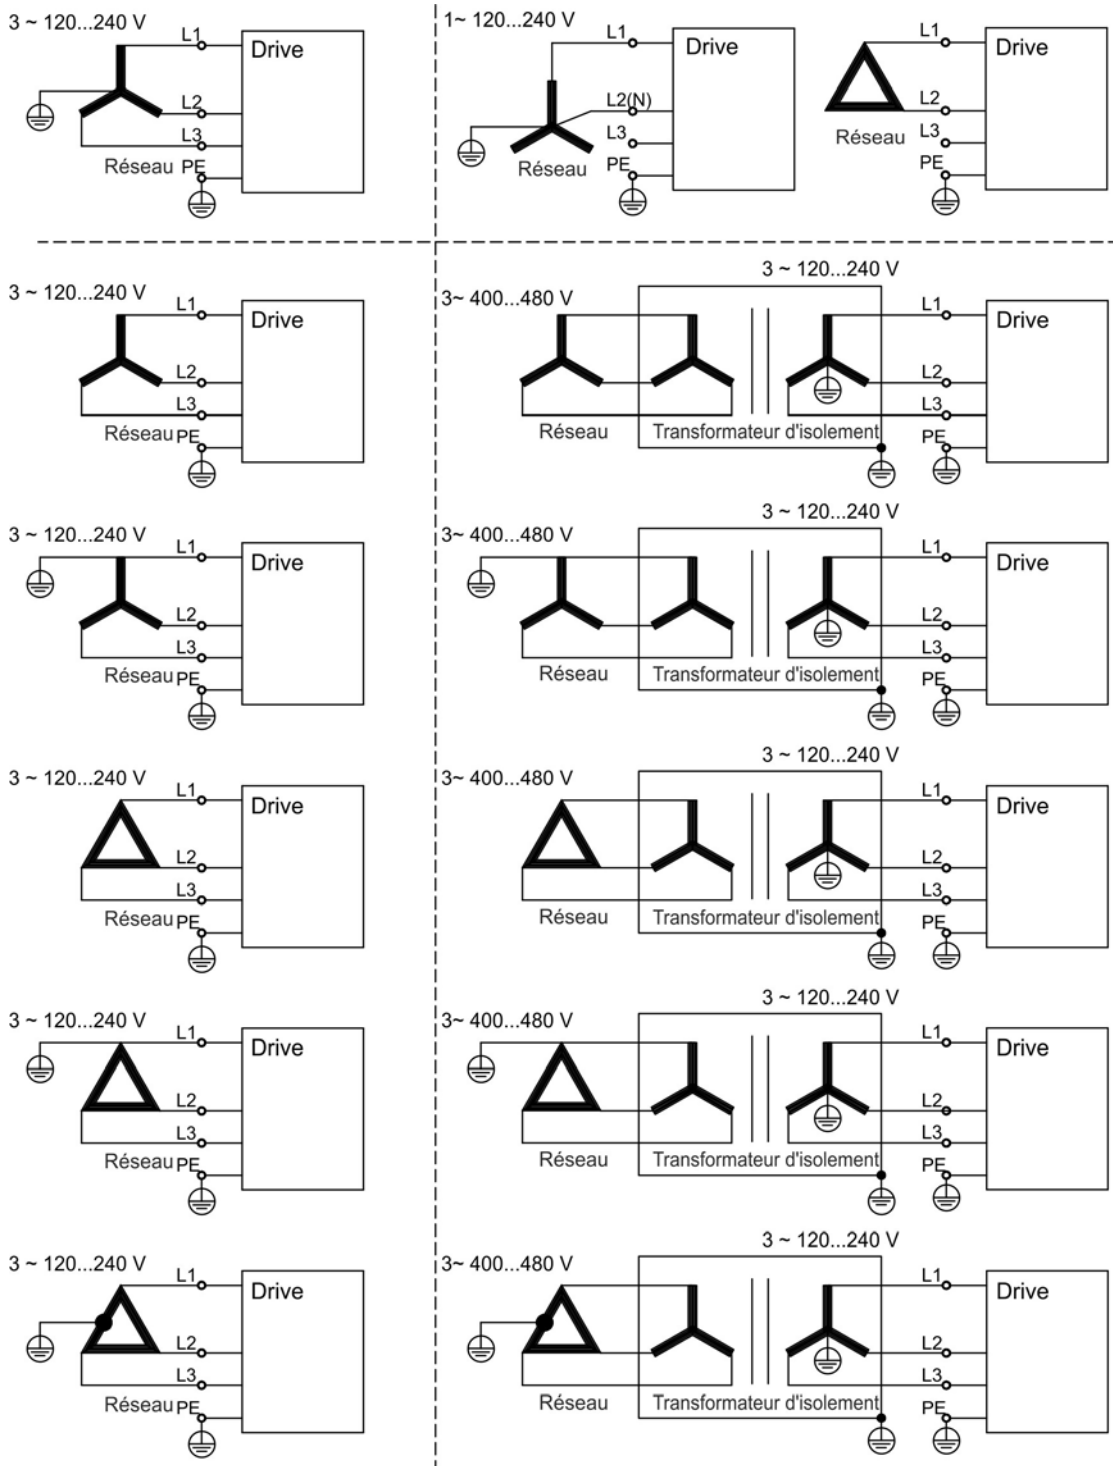 3 ~ 120...240 V
L1
Drive
L2
L3
Réseau PE
1~ 120...240 V
L1
Drive
L2(N)
L3
Réseau
PE
L1
Drive
L2
Réseau
L3
PE
3 ~ 120...240 V
L1
Drive
L2
L3
Réseau PE
3 ~ 120...240 V
3~ 400...480 V
L1
Drive
L2
L3
Réseau
Transformateur d'isolement
PE
3 ~ 120...240 V
L1
Drive
L2
L3
Réseau PE
3 ~ 120...240 V
3~ 400...480 V
L1
Drive
L2
L3
Réseau
Transformateur d'isolement
PE
3 ~ 120...240 V
L1
Drive
L2
L3
Réseau PE
3 ~ 120...240 V
3~ 400...480 V
L1
Drive
L2
L3
Réseau
Transformateur d'isolement
PE
3 ~ 120...240 V
L1
Drive
L2
L3
Réseau PE
3 ~ 120...240 V
3~ 400...480 V
L1
Drive
L2
L3
Réseau
Transformateur d'isolement
PE
3 ~ 120...240 V
L1
Drive
L2
L3
Réseau PE
3 ~ 120...240 V
3~ 400...480 V
L1
Drive
L2
L3
Réseau
Transformateur d'isolement
PE